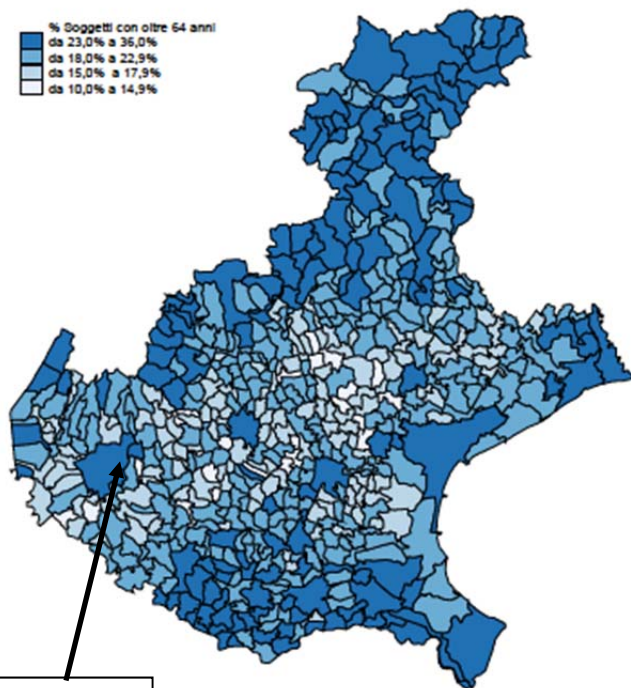 % Soggetti con oltre 64 anni
da 23,0% a 36,0%
da 18,0% a 22,9%
da 15,0% a 17,9%
da 10,0% a 14,9%